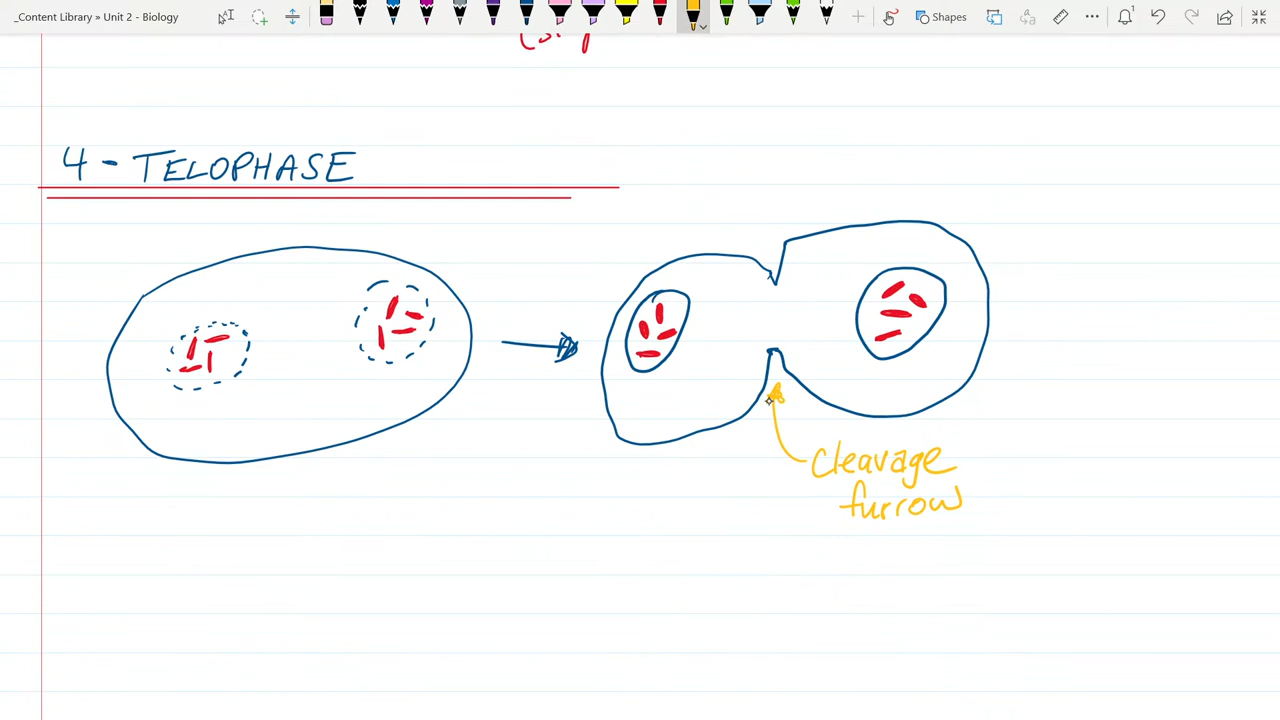 _Content Library » Unit 2 - Biology
Shapes
4 - TELOPHASE
cleavage
furrow